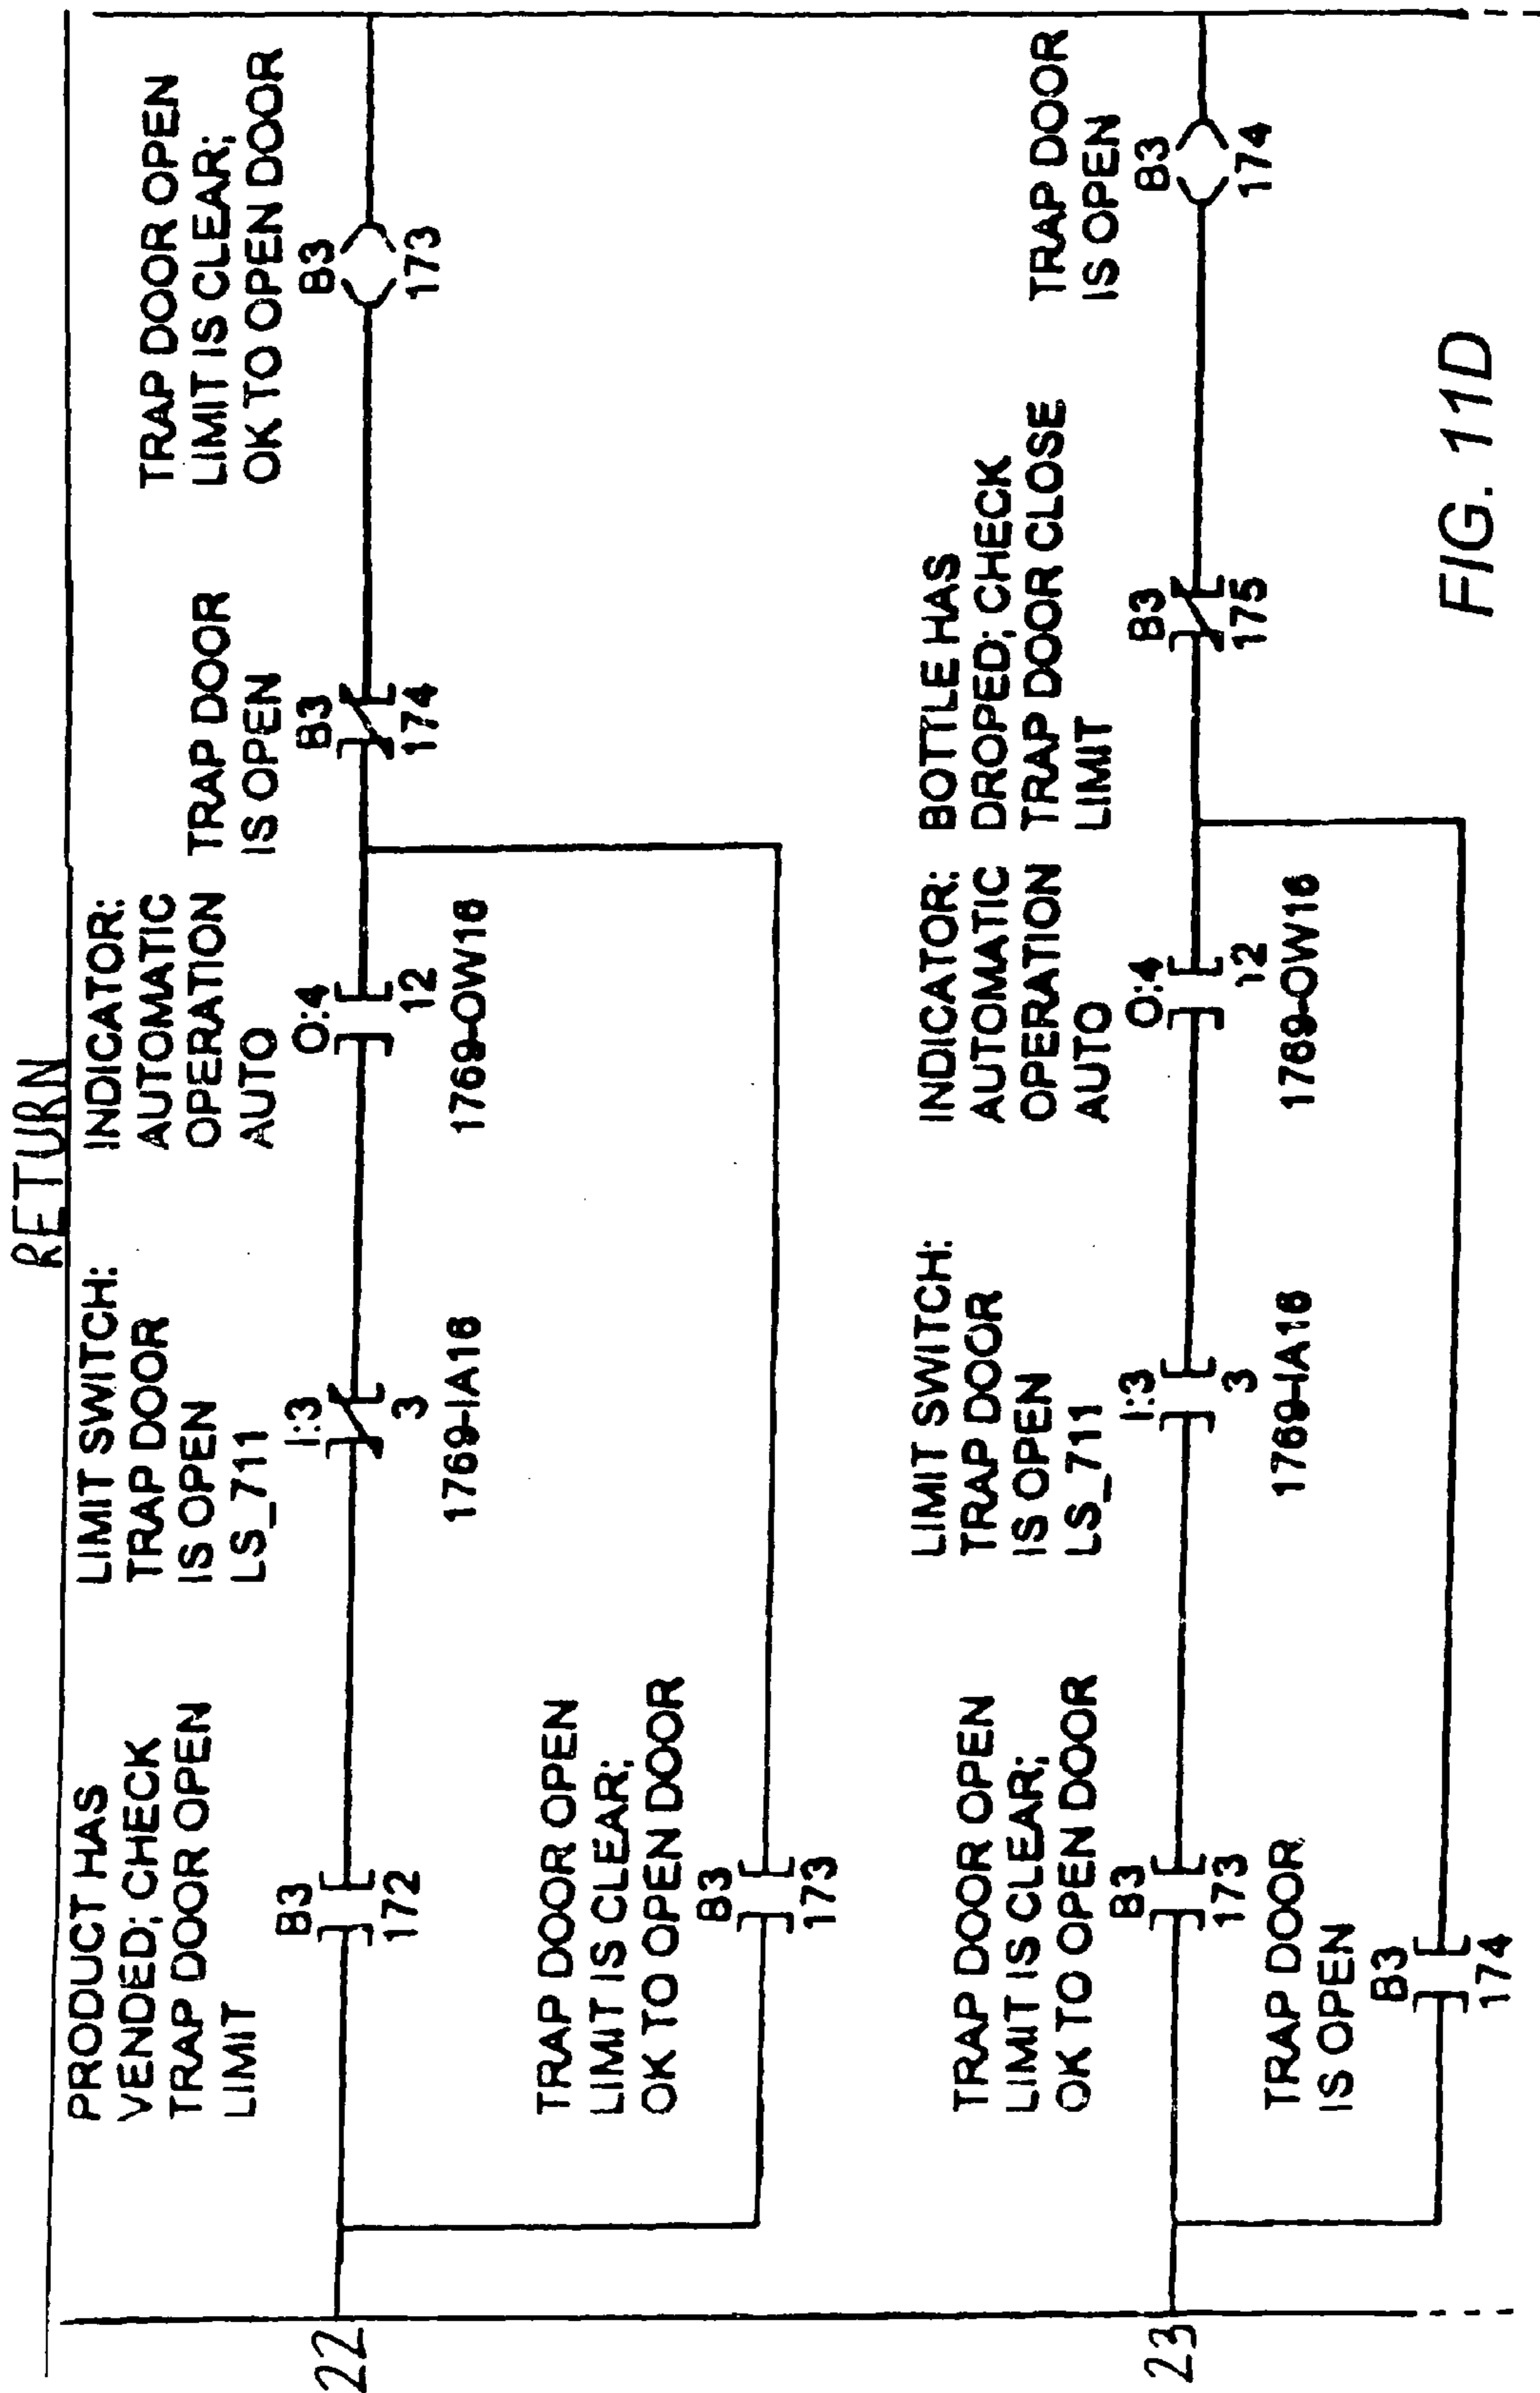 RETURN
22
PRODUCT HAS
VENDED; CHECK
TRAP DOOR OPEN
LIMIT
B3
172
LIMIT SWITCH:
TRAP DOOR
IS OPEN
LS_711
I:3
3
1769-IA16
INDICATOR:
AUTOMATIC
OPERATION
AUTO
O:4
12
1769-OW16
TRAP DOOR
IS OPEN
B3
174
TRAP DOOR OPEN
LIMIT IS CLEAR;
OK TO OPEN DOOR
B3
173
TRAP DOOR OPEN
LIMIT IS CLEAR;
OK TO OPEN DOOR
B3
173
23
TRAP DOOR OPEN
LIMIT IS CLEAR;
OK TO OPEN DOOR
B3
173
LIMIT SWITCH:
TRAP DOOR
IS OPEN
LS_711
I:3
3
1769-IA16
INDICATOR:
AUTOMATIC
OPERATION
AUTO
O:4
12
1769-OW16
BOTTLE HAS
DROPED; CHECK
TRAP DOOR CLOSE
LIMIT
B3
175
TRAP DOOR
IS OPEN
B3
174
TRAP DOOR
IS OPEN
B3
174
FIG. 11D